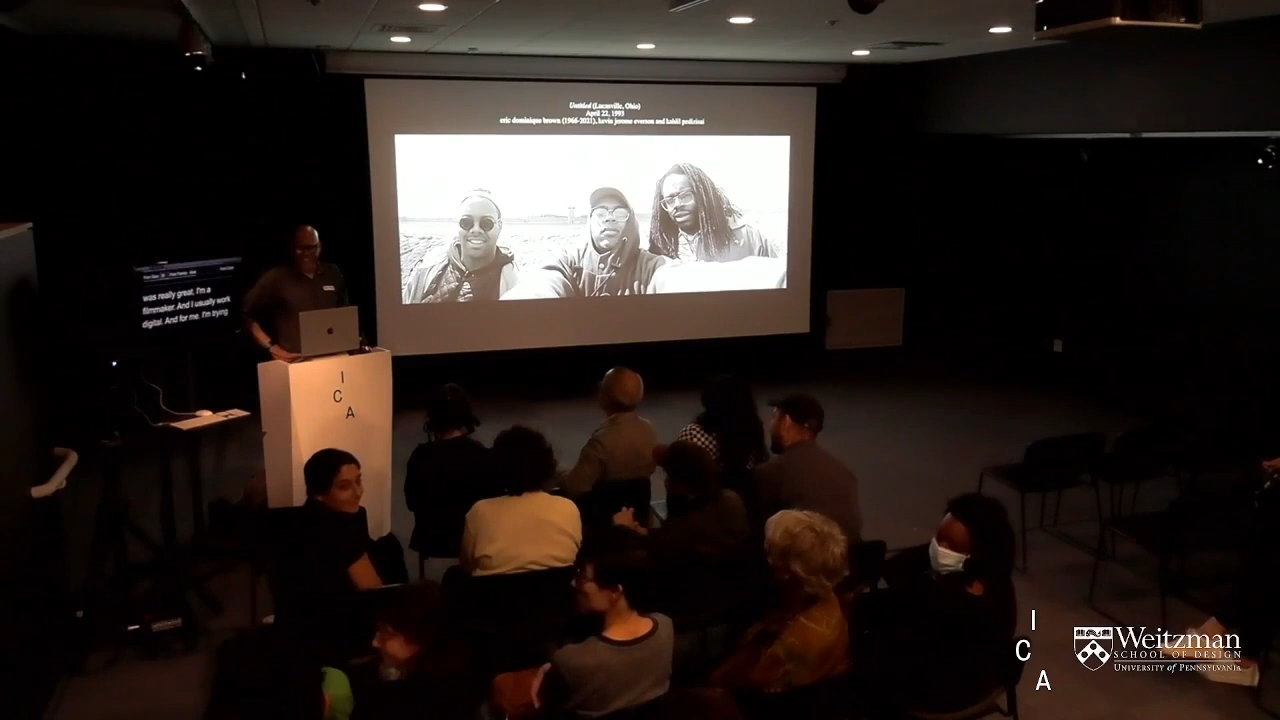 Untitled (Lucasville, Ohio)
April 22, 1993
eric dominique brown (1966-2021), kevin jerome everson and kahlil pedizisai
was really great. I'm a
filmmaker. And I usually work
digital. And for me. I'm trying
I
C
A
I
C
A
Weitzman
SCHOOL OF DESIGN
UNIVERSITY of PENNSYLVANIA